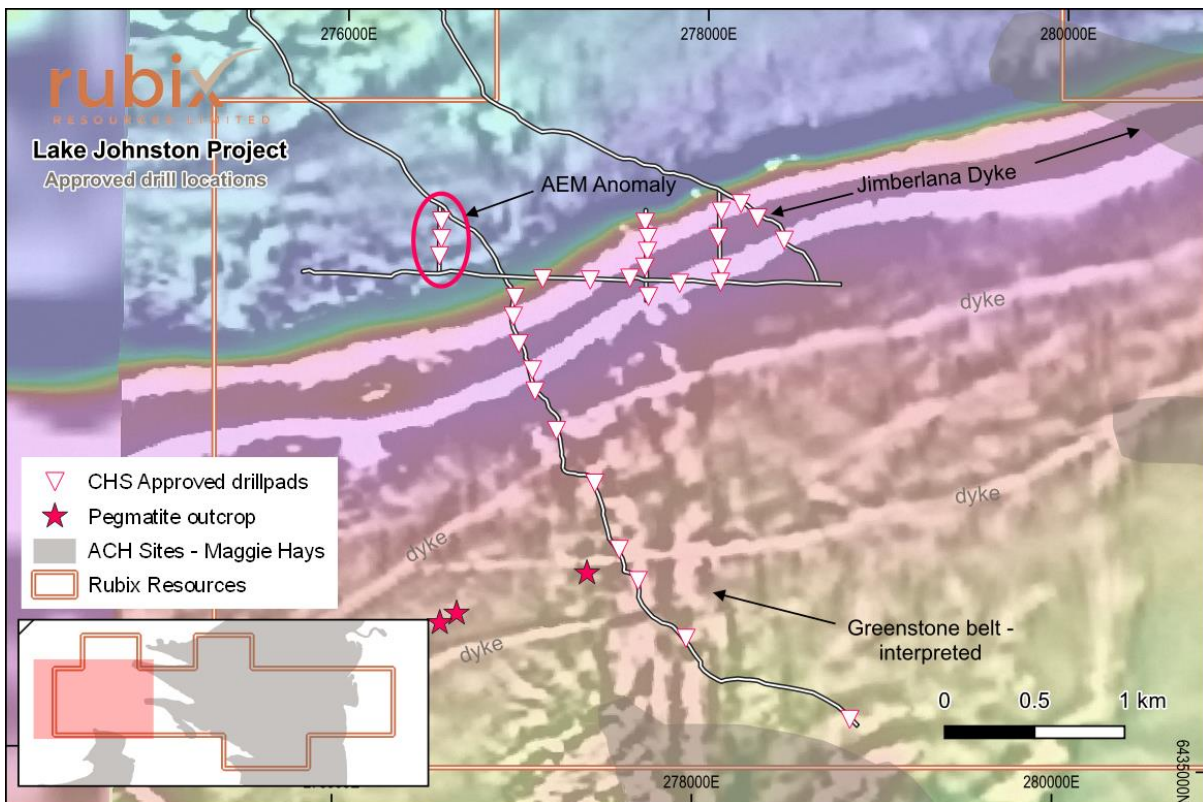 276000E
278000E
280000E
rubix
RESOURCES LIMITED
Lake Johnston Project
Approved drill locations
AEM Anomaly
Jimberlana Dyke
dyke
dyke
dyke
dyke
CHS Approved drillpads
Pegmatite outcrop
ACH Sites - Maggie Hays
Rubix Resources
Greenstone belt -
interpreted
0 0.5 1 km
278000E
280000E
6435000N